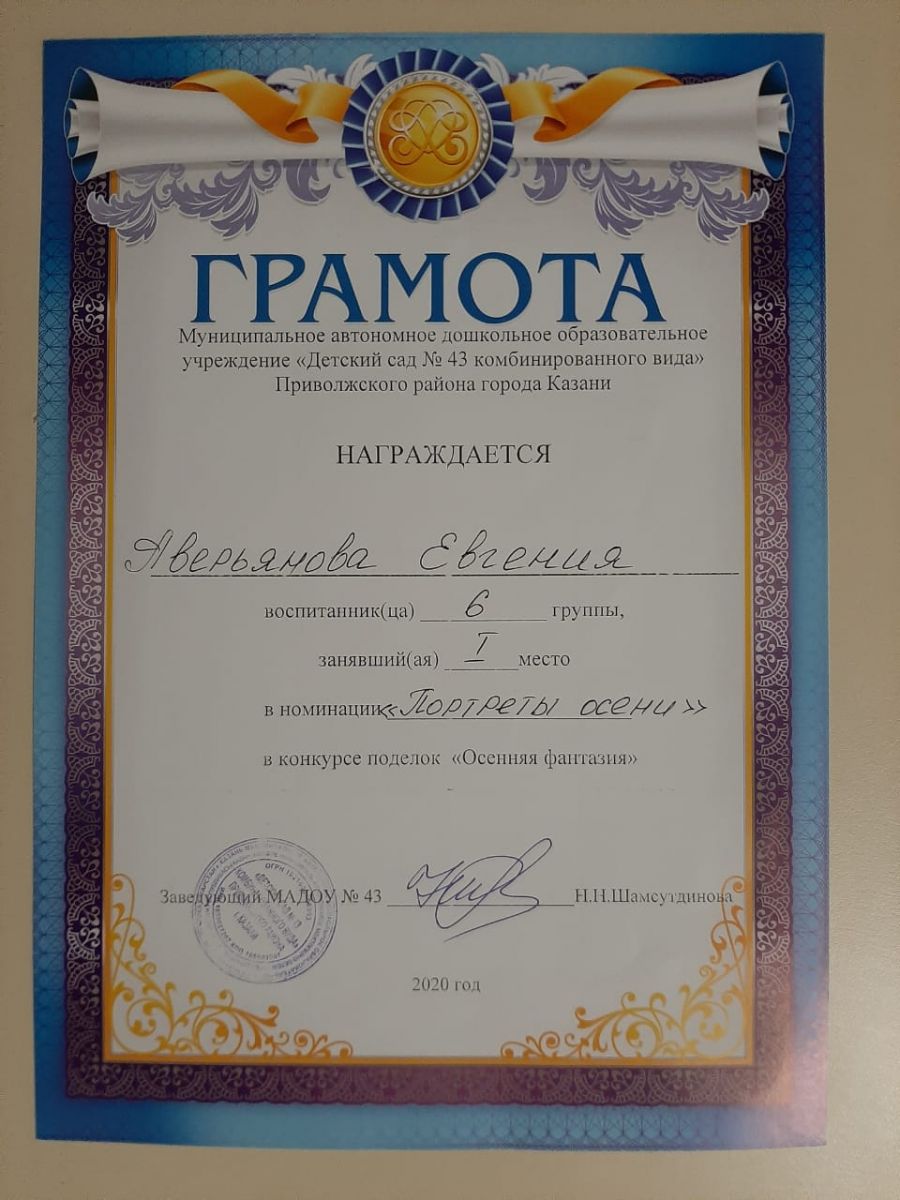 ГРАМОТА
Муниципальное автономное дошкольное образовательное
учреждение «Детский сад № 43 комбинированного вида»
Приволжского района города Казани
НАГРАЖДАЕТСЯ
Аверьянова Евгения
воспитанник(ца) 6 группы,
занявший(ая) I место
в номинации «Портреты осени»
в конкурсе поделок «Осенняя фантазия»
Заведующий МАДОУ № 43 Н.Н.Шамсутдинова
2020 год